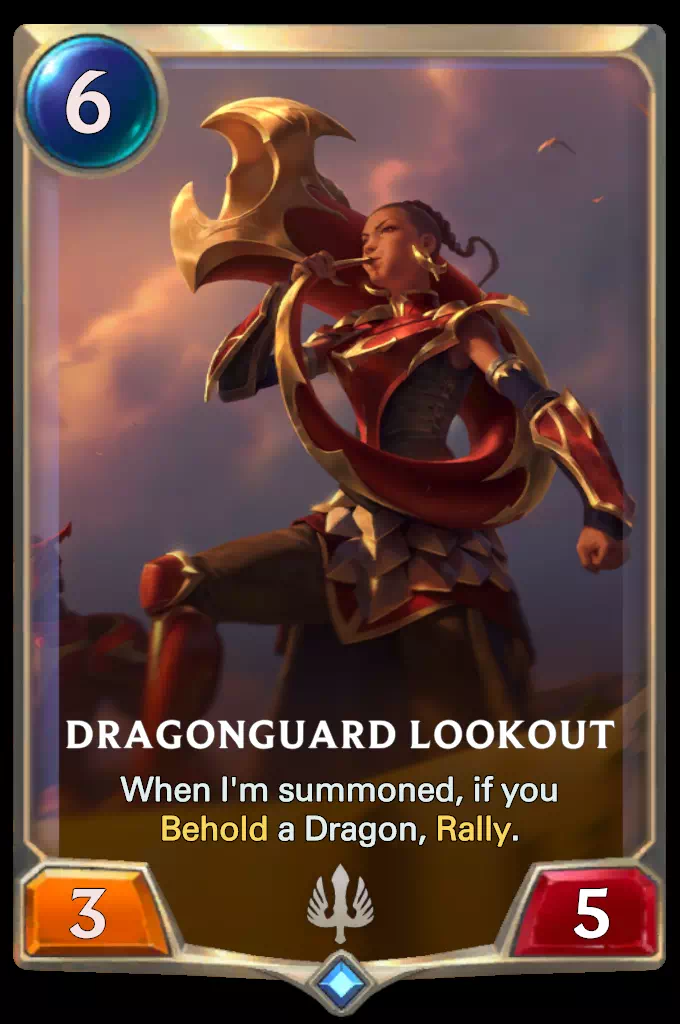 6
DRAGONGUARD LOOKOUT
When I'm summoned, if you
Behold a Dragon, Rally.
3
5